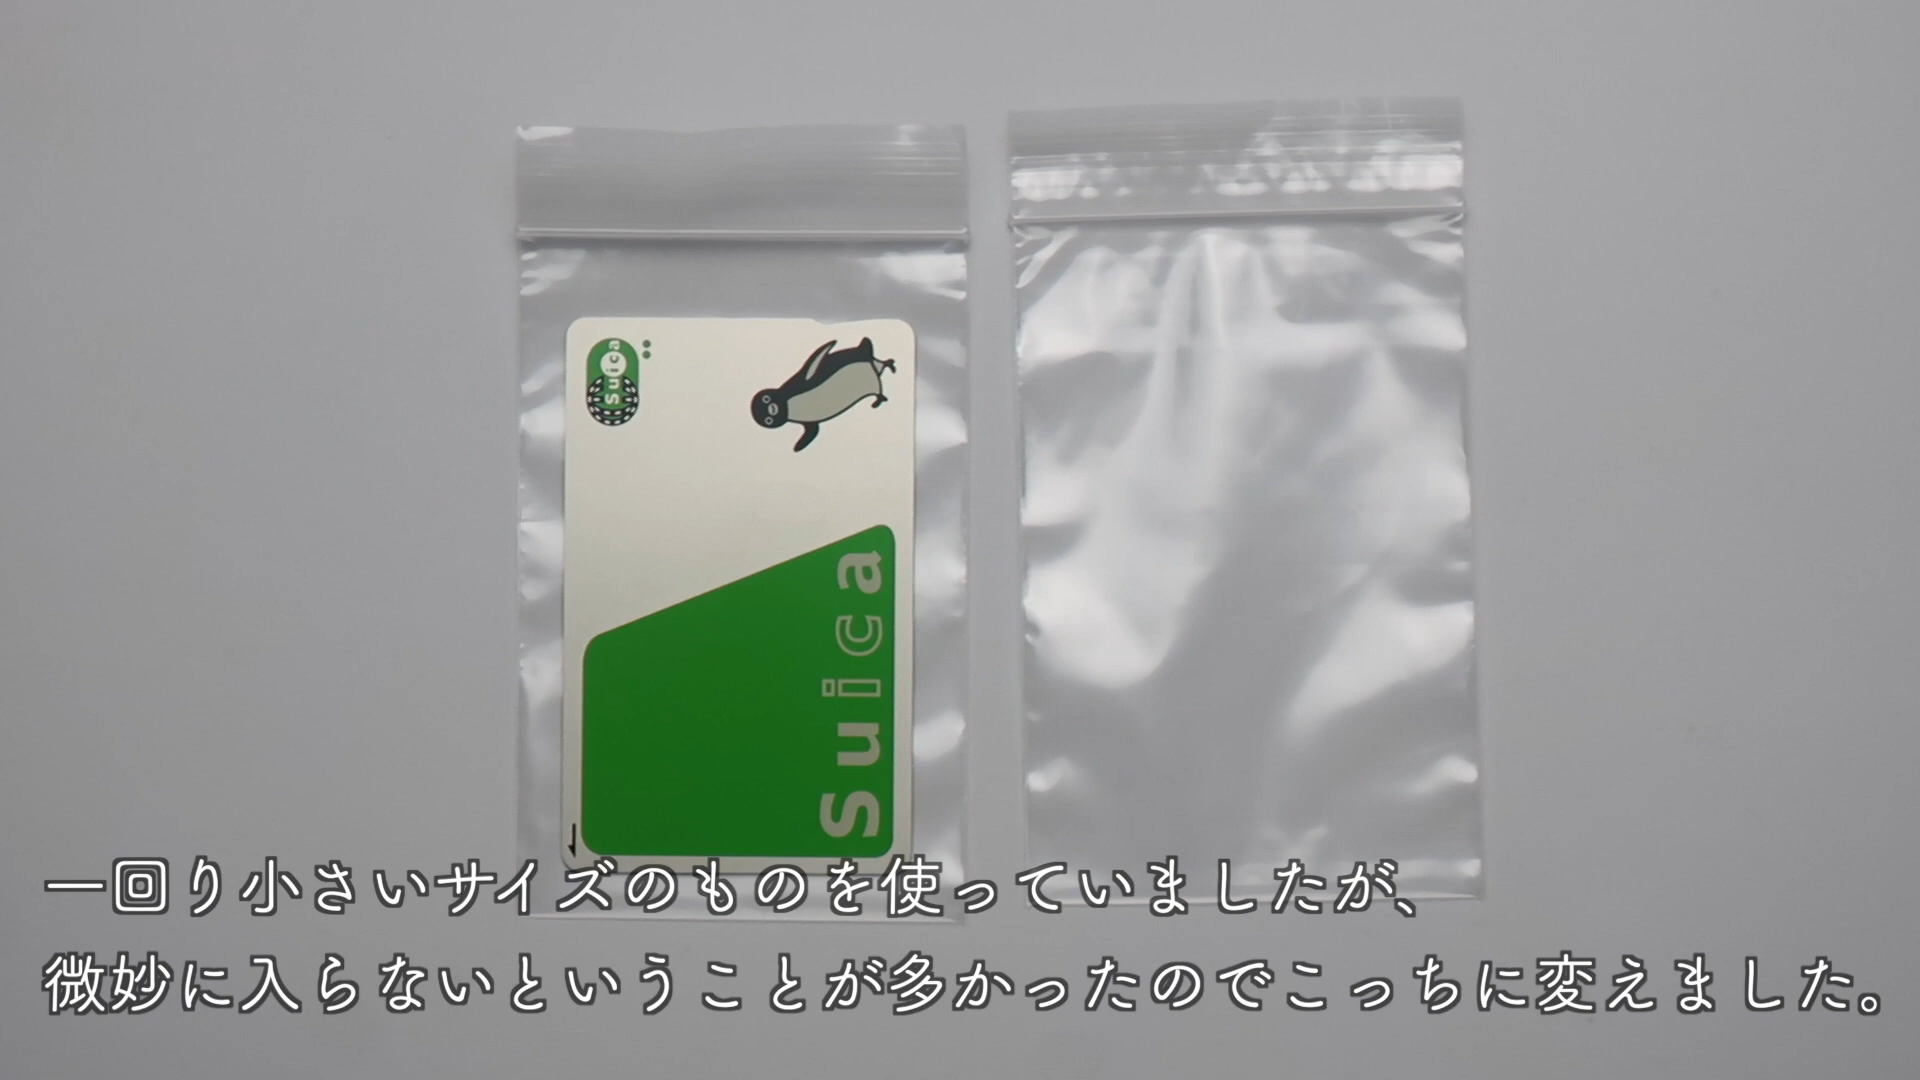 Suica
Suica
一回り小さいサイズのものを使っていましたが、
微妙に入らないということが多かったのでこっちに変えました。